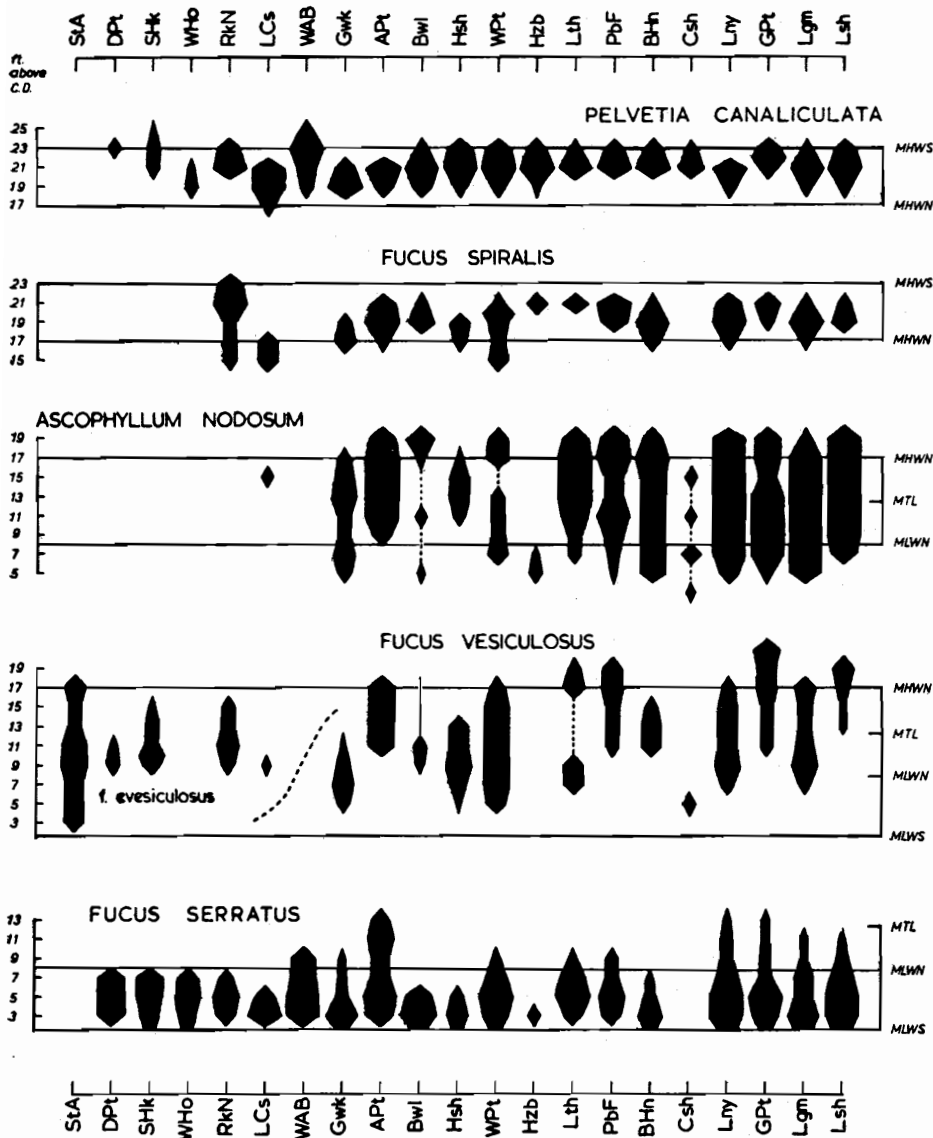 StA DPt SHk WHo RkN LCs WAB Gwk APt Bwl Hsh WPt Hzb Lth PbF BHn Csh Lny GPt Lgm Lsh
ft.
above
C.D.
PELVETIA CANALICULATA
25
23 MHWS
21
19
17 MHWN
FUCUS SPIRALIS
23 MHWS
21
19
17 MHWN
15
ASCOPHYLLUM NODOSUM
19
17 MHWN
15
13 MTL
11
9
7 MLWN
5
FUCUS VESICULOSUS
19
17 MHWN
15
13 MTL
11
9
7 MLWN
5
3
f. evesiculosus
MLWS
FUCUS SERRATUS
13 MTL
11
9
7 MLWN
5
3
MLWS
StA DPt SHk WHo RkN LCs WAB Gwk APt Bwl Hsh WPt Hzb Lth PbF BHn Csh Lny GPt Lgm Lsh